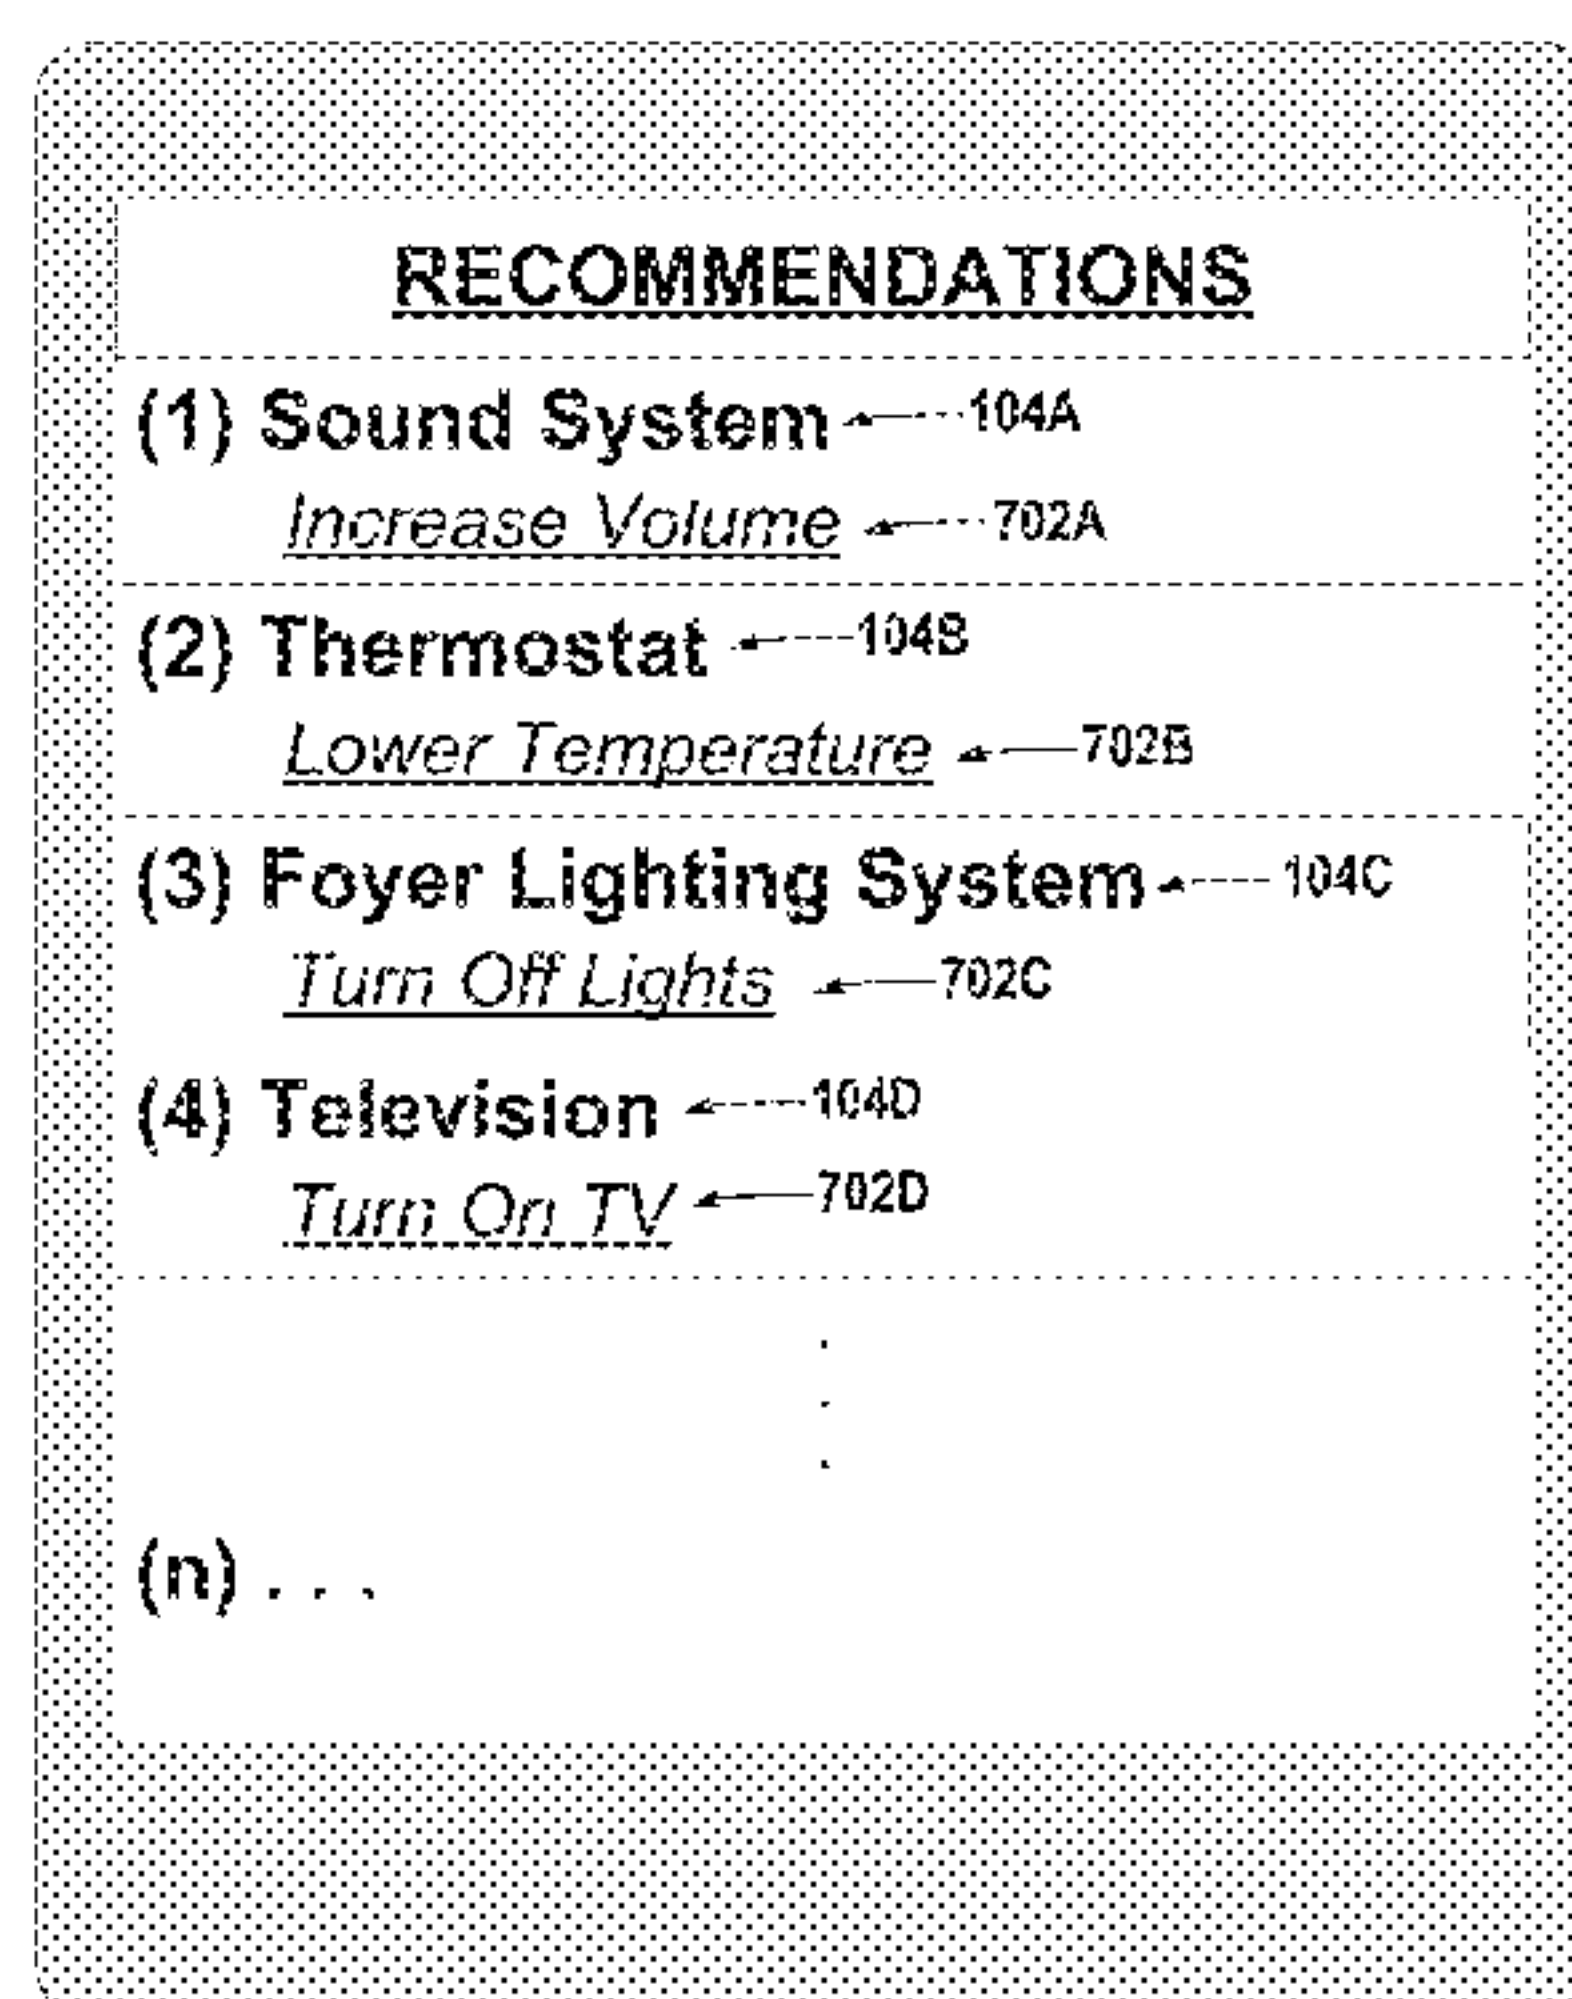 RECOMMENDATIONS
(1) Sound System 104A
Increase Volume 702A
(2) Thermostat 104B
Lower Temperature 702B
(3) Foyer Lighting System 104C
Turn Off Lights 702C
(4) Television 104D
Turn On TV 702D
.
.
.
(n) . . .